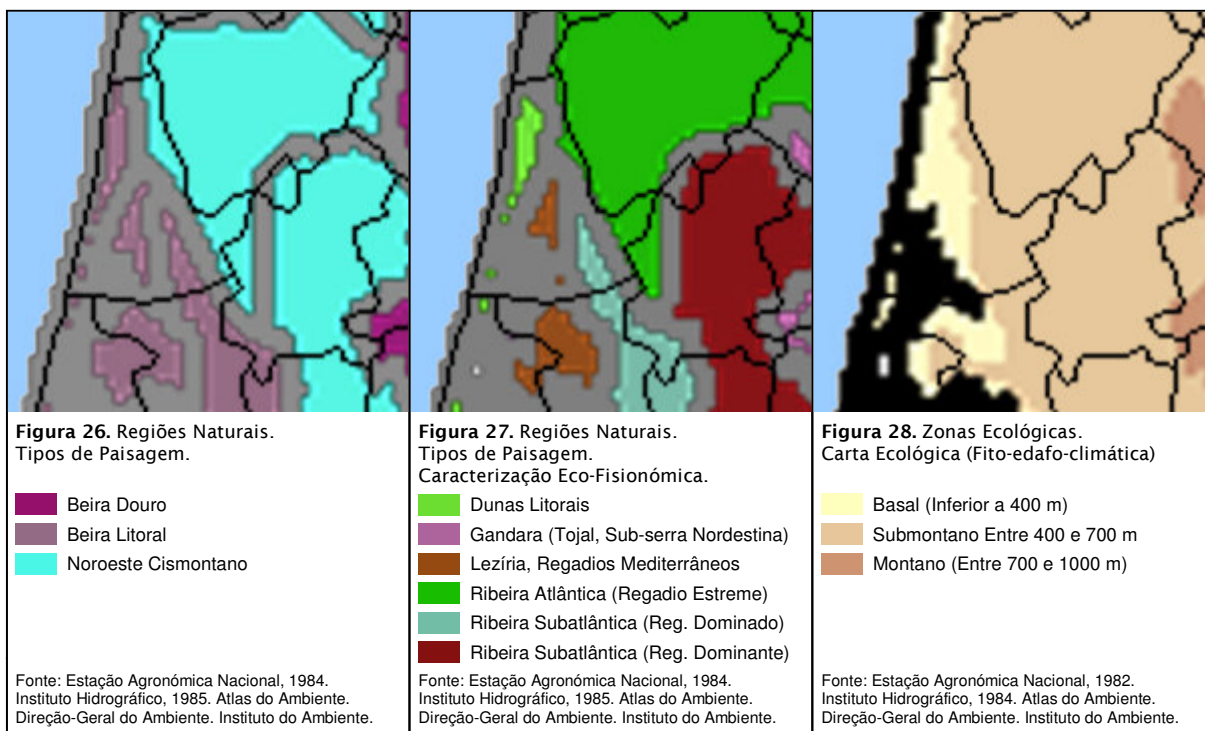 Figura 26. Regiões Naturais.
Tipos de Paisagem.
Beira Douro
Beira Litoral
Noroeste Cismontano
Fonte: Estação Agronómica Nacional, 1984.
Instituto Hidrográfico, 1985. Atlas do Ambiente.
Direção-Geral do Ambiente. Instituto do Ambiente.
Figura 27. Regiões Naturais.
Tipos de Paisagem.
Caracterização Eco-Fisionómica.
Dunas Litorais
Gandara (Tojal, Sub-serra Nordestina)
Lezíria, Regadios Mediterrâneos
Ribeira Atlântica (Regadio Estreme)
Ribeira Subatlântica (Reg. Dominado)
Ribeira Subatlântica (Reg. Dominante)
Fonte: Estação Agronómica Nacional, 1984.
Instituto Hidrográfico, 1985. Atlas do Ambiente.
Direção-Geral do Ambiente. Instituto do Ambiente.
Figura 28. Zonas Ecológicas.
Carta Ecológica (Fito-edafo-climática)
Basal (Inferior a 400 m)
Submontano Entre 400 e 700 m
Montano (Entre 700 e 1000 m)
Fonte: Estação Agronómica Nacional, 1982.
Instituto Hidrográfico, 1984. Atlas do Ambiente.
Direção-Geral do Ambiente. Instituto do Ambiente.